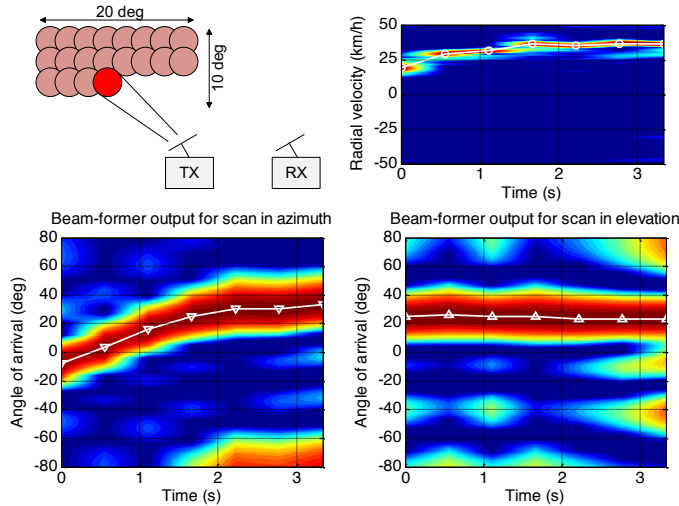 20 deg
10 deg
TX
RX
Radial velocity (km/h)
50
25
0
25
-50
0
1
2
3
Time (s)
Beam-former output for scan in azimuth
Angle of arrival (deg)
80
60
40
20
0
-20
-40
-60
-80
0
1
2
3
Time (s)
Beam-former output for scan in elevation
Angle of arrival (deg)
80
60
40
20
0
-20
-40
-60
-80
0
1
2
3
Time (s)